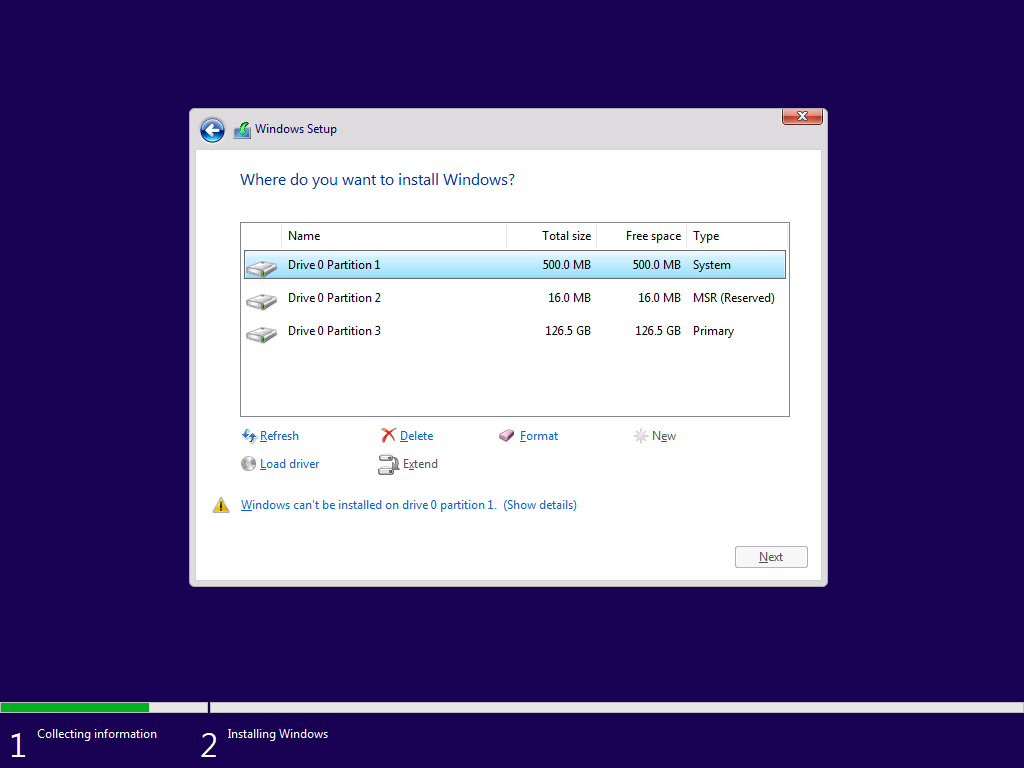 Windows Setup
Where do you want to install Windows?
Name Total size Free space Type
Drive 0 Partition 1 500.0 MB 500.0 MB System
Drive 0 Partition 2 16.0 MB 16.0 MB MSR (Reserved)
Drive 0 Partition 3 126.5 GB 126.5 GB Primary
Refresh Delete Format New
Load driver Extend
Windows can't be installed on drive 0 partition 1. (Show details)
Next
1 Collecting information 2 Installing Windows